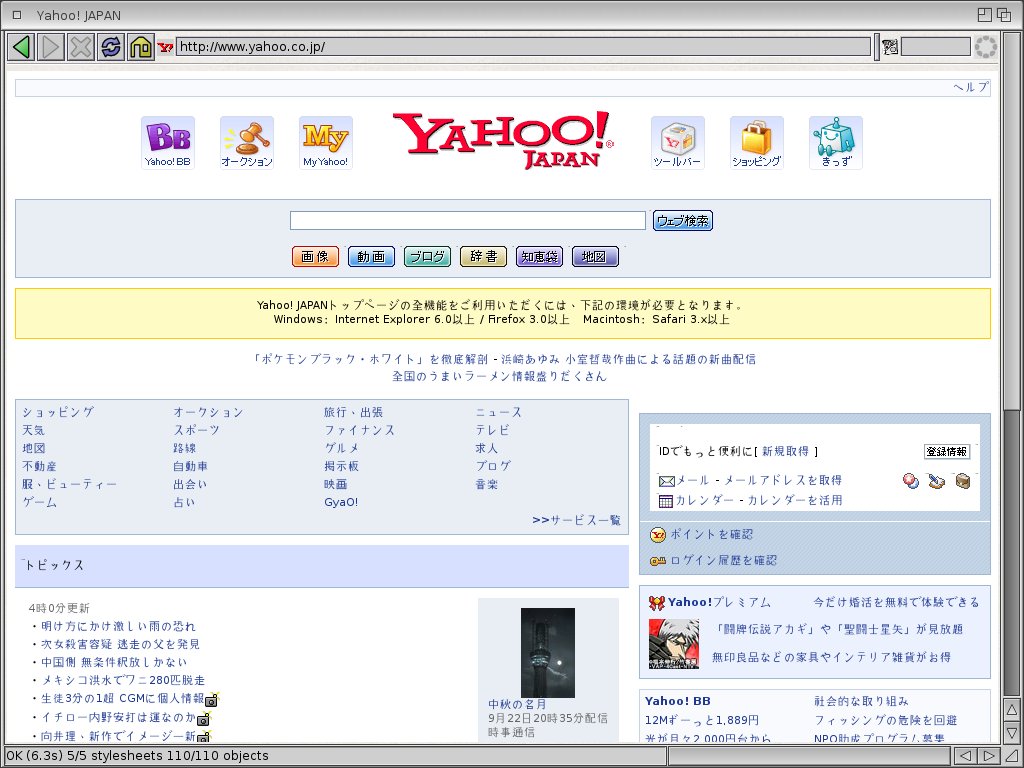 Yahoo! JAPAN
http://www.yahoo.co.jp/
ヘルプ
BB
Yahoo! BB
オークション
My
My Yahoo!
YAHOO!® JAPAN
ツールバー
ショッピング
きっず
ウェブ検索
画像 動画 ブログ 辞書 知恵袋 地図
Yahoo! JAPANトップページの全機能をご利用いただくには、下記の環境が必要となります。
Windows：Internet Explorer 6.0以上 / Firefox 3.0以上　Macintosh：Safari 3.x以上
「ポケモンブラック・ホワイト」を徹底解剖 - 浜崎あゆみ 小室哲哉作曲による話題の新曲配信
全国のうまいラーメン情報盛りだくさん
ショッピング オークション 旅行、出張 ニュース
天気 スポーツ ファイナンス テレビ
地図 路線 グルメ 求人
不動産 自動車 掲示板 ブログ
服、ビューティー 出会い 映画 音楽
ゲーム 占い GyaO!
>>サービス一覧
トピックス
4時0分更新
・明け方にかけ激しい雨の恐れ
・次女殺害容疑 逃走の父を発見
・中国側 無条件釈放しかない
・メキシコ洪水でワニ280匹脱走
・生徒3分の1超 CGMに個人情報
・イチロー内野安打は運なのか
・向井理、新作でイメージ一新
中秋の名月
9月22日20時35分配信
時事通信
IDでもっと便利に[ 新規取得 ]
登録情報
メール - メールアドレスを取得
カレンダー - カレンダーを活用
ポイントを確認
ログイン履歴を確認
Yahoo!プレミアム 今だけ婚活を無料で体験できる
「闘牌伝説アカギ」や「聖闘士星矢」が見放題
無印良品などの家具やインテリア雑貨がお得
Yahoo! BB 社会的な取り組み
12Mずーっと1,889円 フィッシングの危険を回避
光が月々2,000円台から NPO助成プログラム募集
OK (6.3s) 5/5 stylesheets 110/110 objects